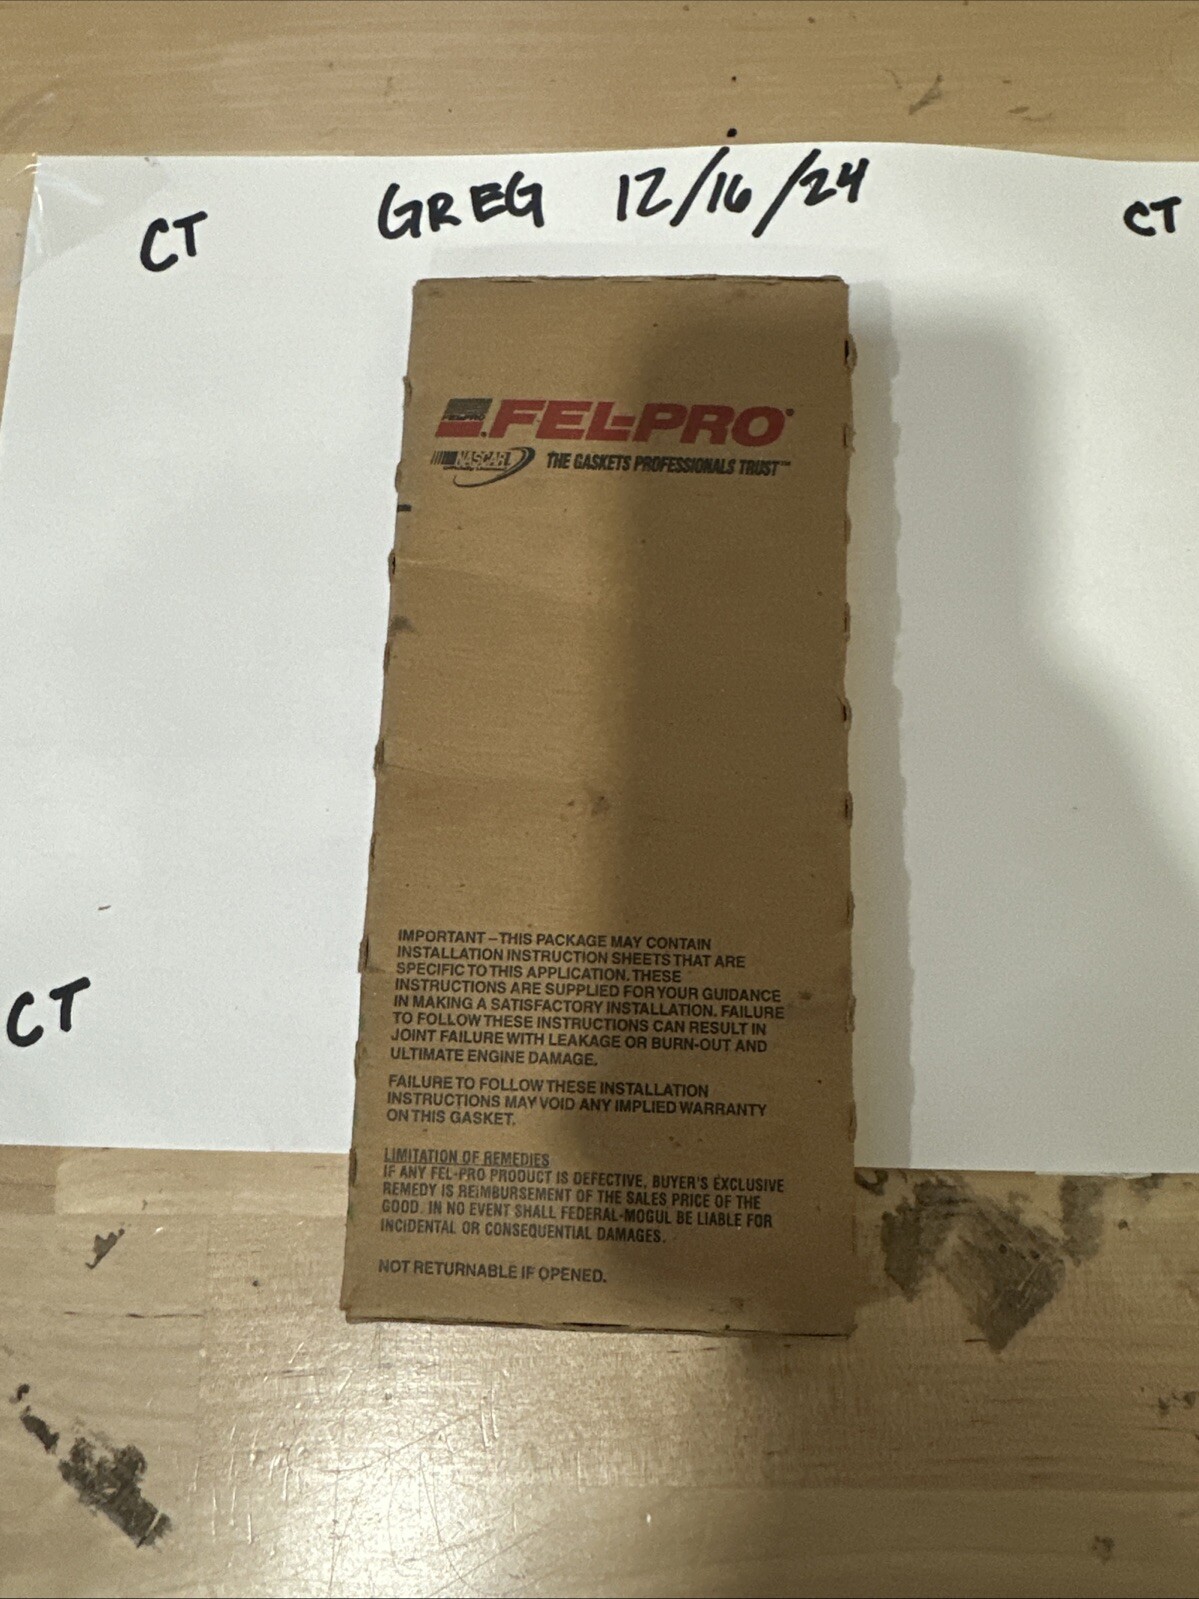 CT
GREG 12/16/24
CT
FEL-PRO
FEL-PRO®
NASCAR
THE GASKETS PROFESSIONALS TRUST™
IMPORTANT – THIS PACKAGE MAY CONTAIN
INSTALLATION INSTRUCTION SHEETS THAT ARE
SPECIFIC TO THIS APPLICATION. THESE
INSTRUCTIONS ARE SUPPLIED FOR YOUR GUIDANCE
IN MAKING A SATISFACTORY INSTALLATION. FAILURE
TO FOLLOW THESE INSTRUCTIONS CAN RESULT IN
JOINT FAILURE WITH LEAKAGE OR BURN-OUT AND
ULTIMATE ENGINE DAMAGE.
CT
FAILURE TO FOLLOW THESE INSTALLATION
INSTRUCTIONS MAY VOID ANY IMPLIED WARRANTY
ON THIS GASKET.
LIMITATION OF REMEDIES
IF ANY FEL-PRO PRODUCT IS DEFECTIVE, BUYER'S EXCLUSIVE
REMEDY IS REIMBURSEMENT OF THE SALES PRICE OF THE
GOOD. IN NO EVENT SHALL FEDERAL-MOGUL BE LIABLE FOR
INCIDENTAL OR CONSEQUENTIAL DAMAGES.
NOT RETURNABLE IF OPENED.